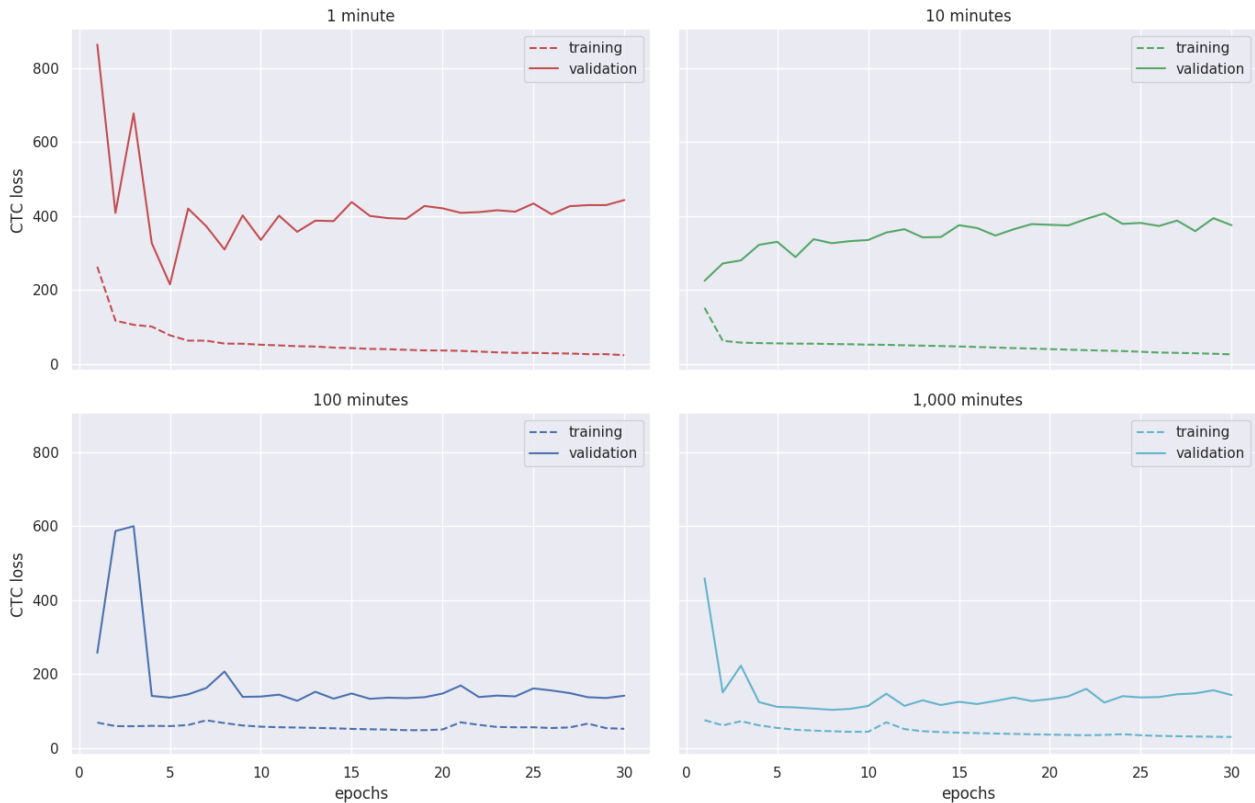 1 minute
training
validation
800
600
400
200
0
CTC loss
10 minutes
training
validation
100 minutes
training
validation
800
600
400
200
0
CTC loss
0 5 10 15 20 25 30
epochs
1,000 minutes
training
validation
0 5 10 15 20 25 30
epochs